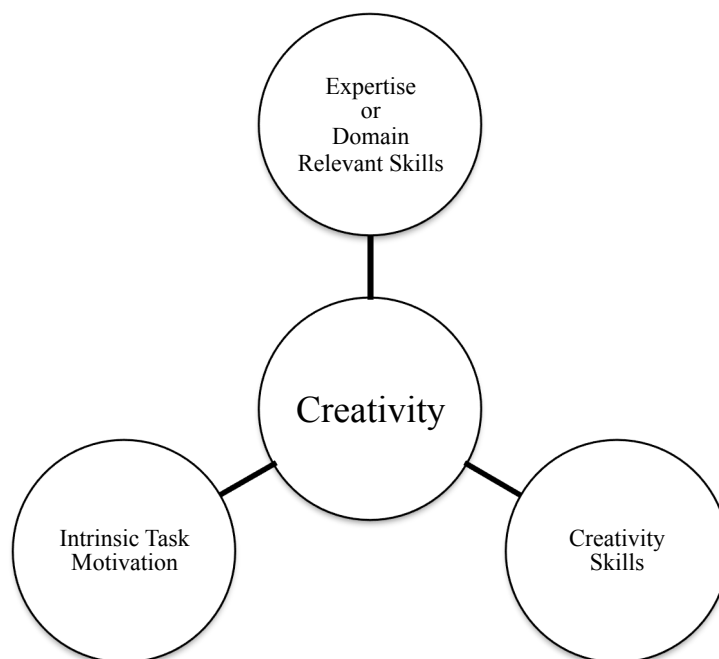 Expertise
or
Domain
Relevant Skills
Creativity
Intrinsic Task
Motivation
Creativity
Skills